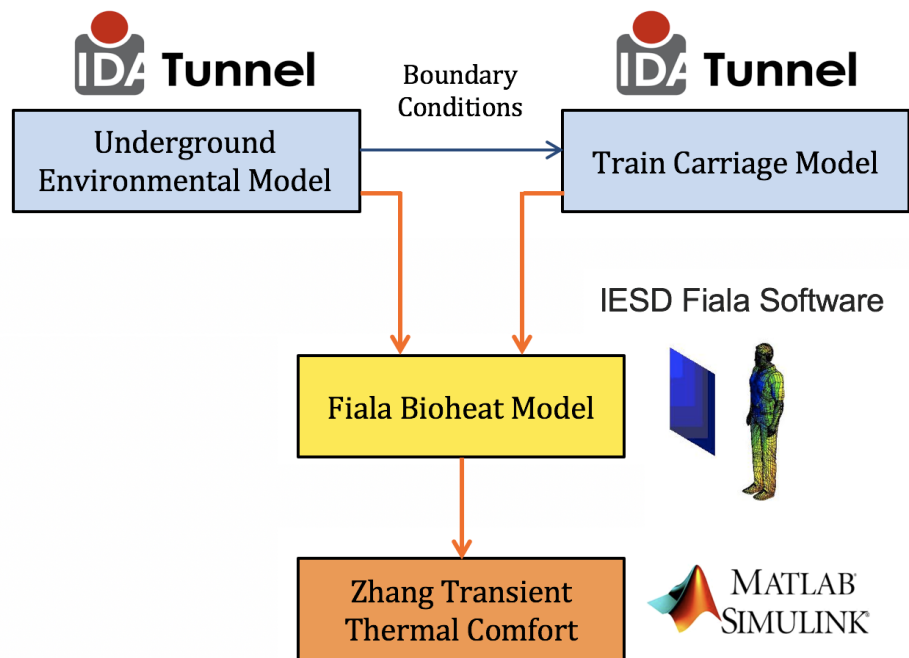 IDA Tunnel
IDA Tunnel
Boundary
Conditions
Underground
Environmental Model
Train Carriage Model
IESD Fiala Software
Fiala Bioheat Model
Zhang Transient
Thermal Comfort
MATLAB®
SIMULINK®